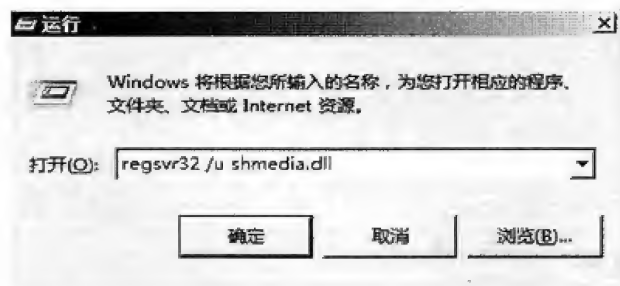 运行
Windows 将根据您所输入的名称，为您打开相应的程序、
文件夹、文档或 Internet 资源。
打开(O): regsvr32 /u shmedia.dll
确定 取消 浏览(B)...